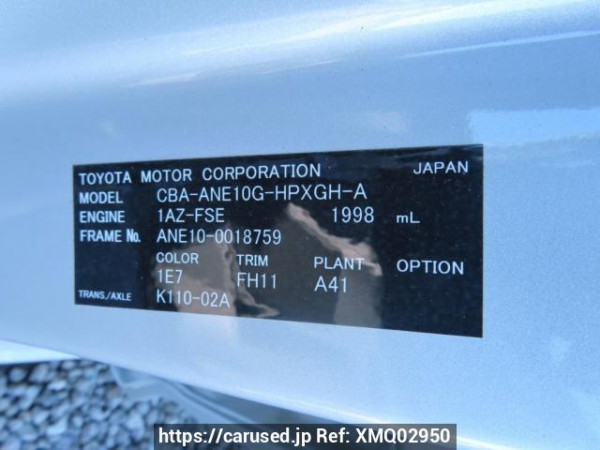 TOYOTA MOTOR CORPORATION JAPAN
MODEL CBA-ANE10G-HPXGH-A
ENGINE 1AZ-FSE 1998 mL
FRAME No. ANE10-0018759
COLOR TRIM PLANT OPTION
1E7 FH11 A41
TRANS./AXLE K110-02A
https://carused.jp Ref: XMQ02950